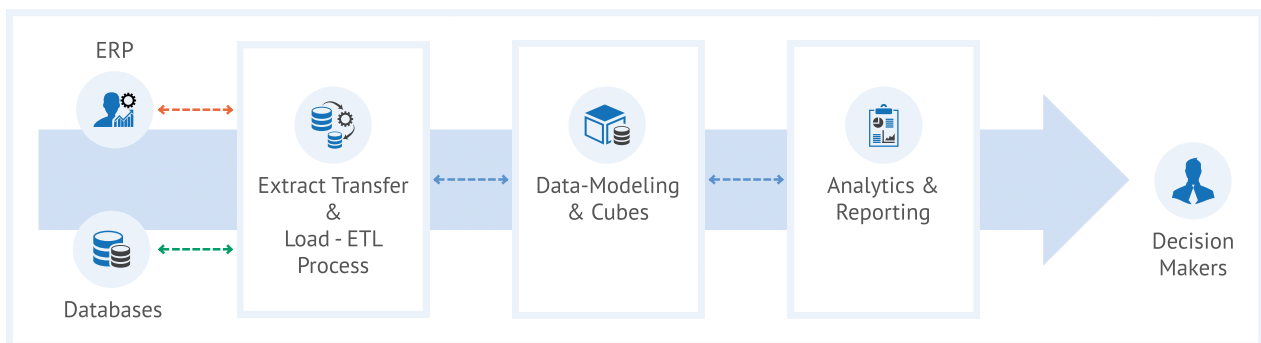 ERP
Databases
Extract Transfer
&
Load - ETL
Process
Data-Modeling
& Cubes
Analytics &
Reporting
Decision
Makers